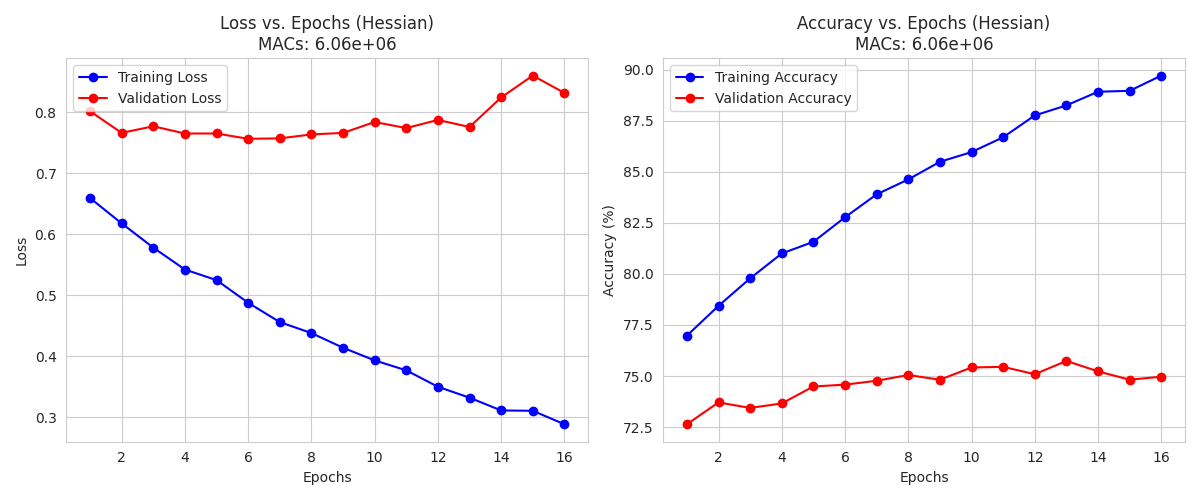 Loss vs. Epochs (Hessian)
MACs: 6.06e+06
Training Loss
Validation Loss
0.8
0.7
0.6
0.5
0.4
0.3
Loss
2 4 6 8 10 12 14 16
Epochs
Accuracy vs. Epochs (Hessian)
MACs: 6.06e+06
Training Accuracy
Validation Accuracy
90.0
87.5
85.0
82.5
80.0
77.5
75.0
72.5
Accuracy (%)
2 4 6 8 10 12 14 16
Epochs